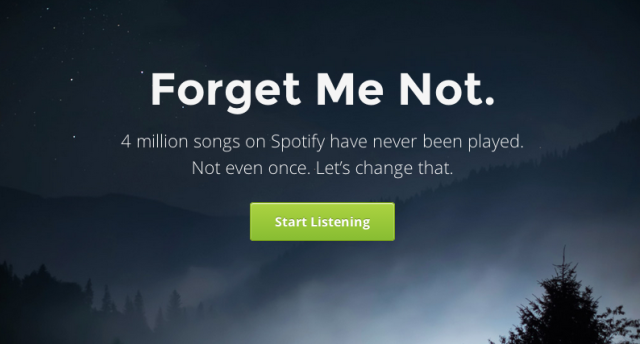 Forget Me Not.
4 million songs on Spotify have never been played.
Not even once. Let’s change that.
Start Listening